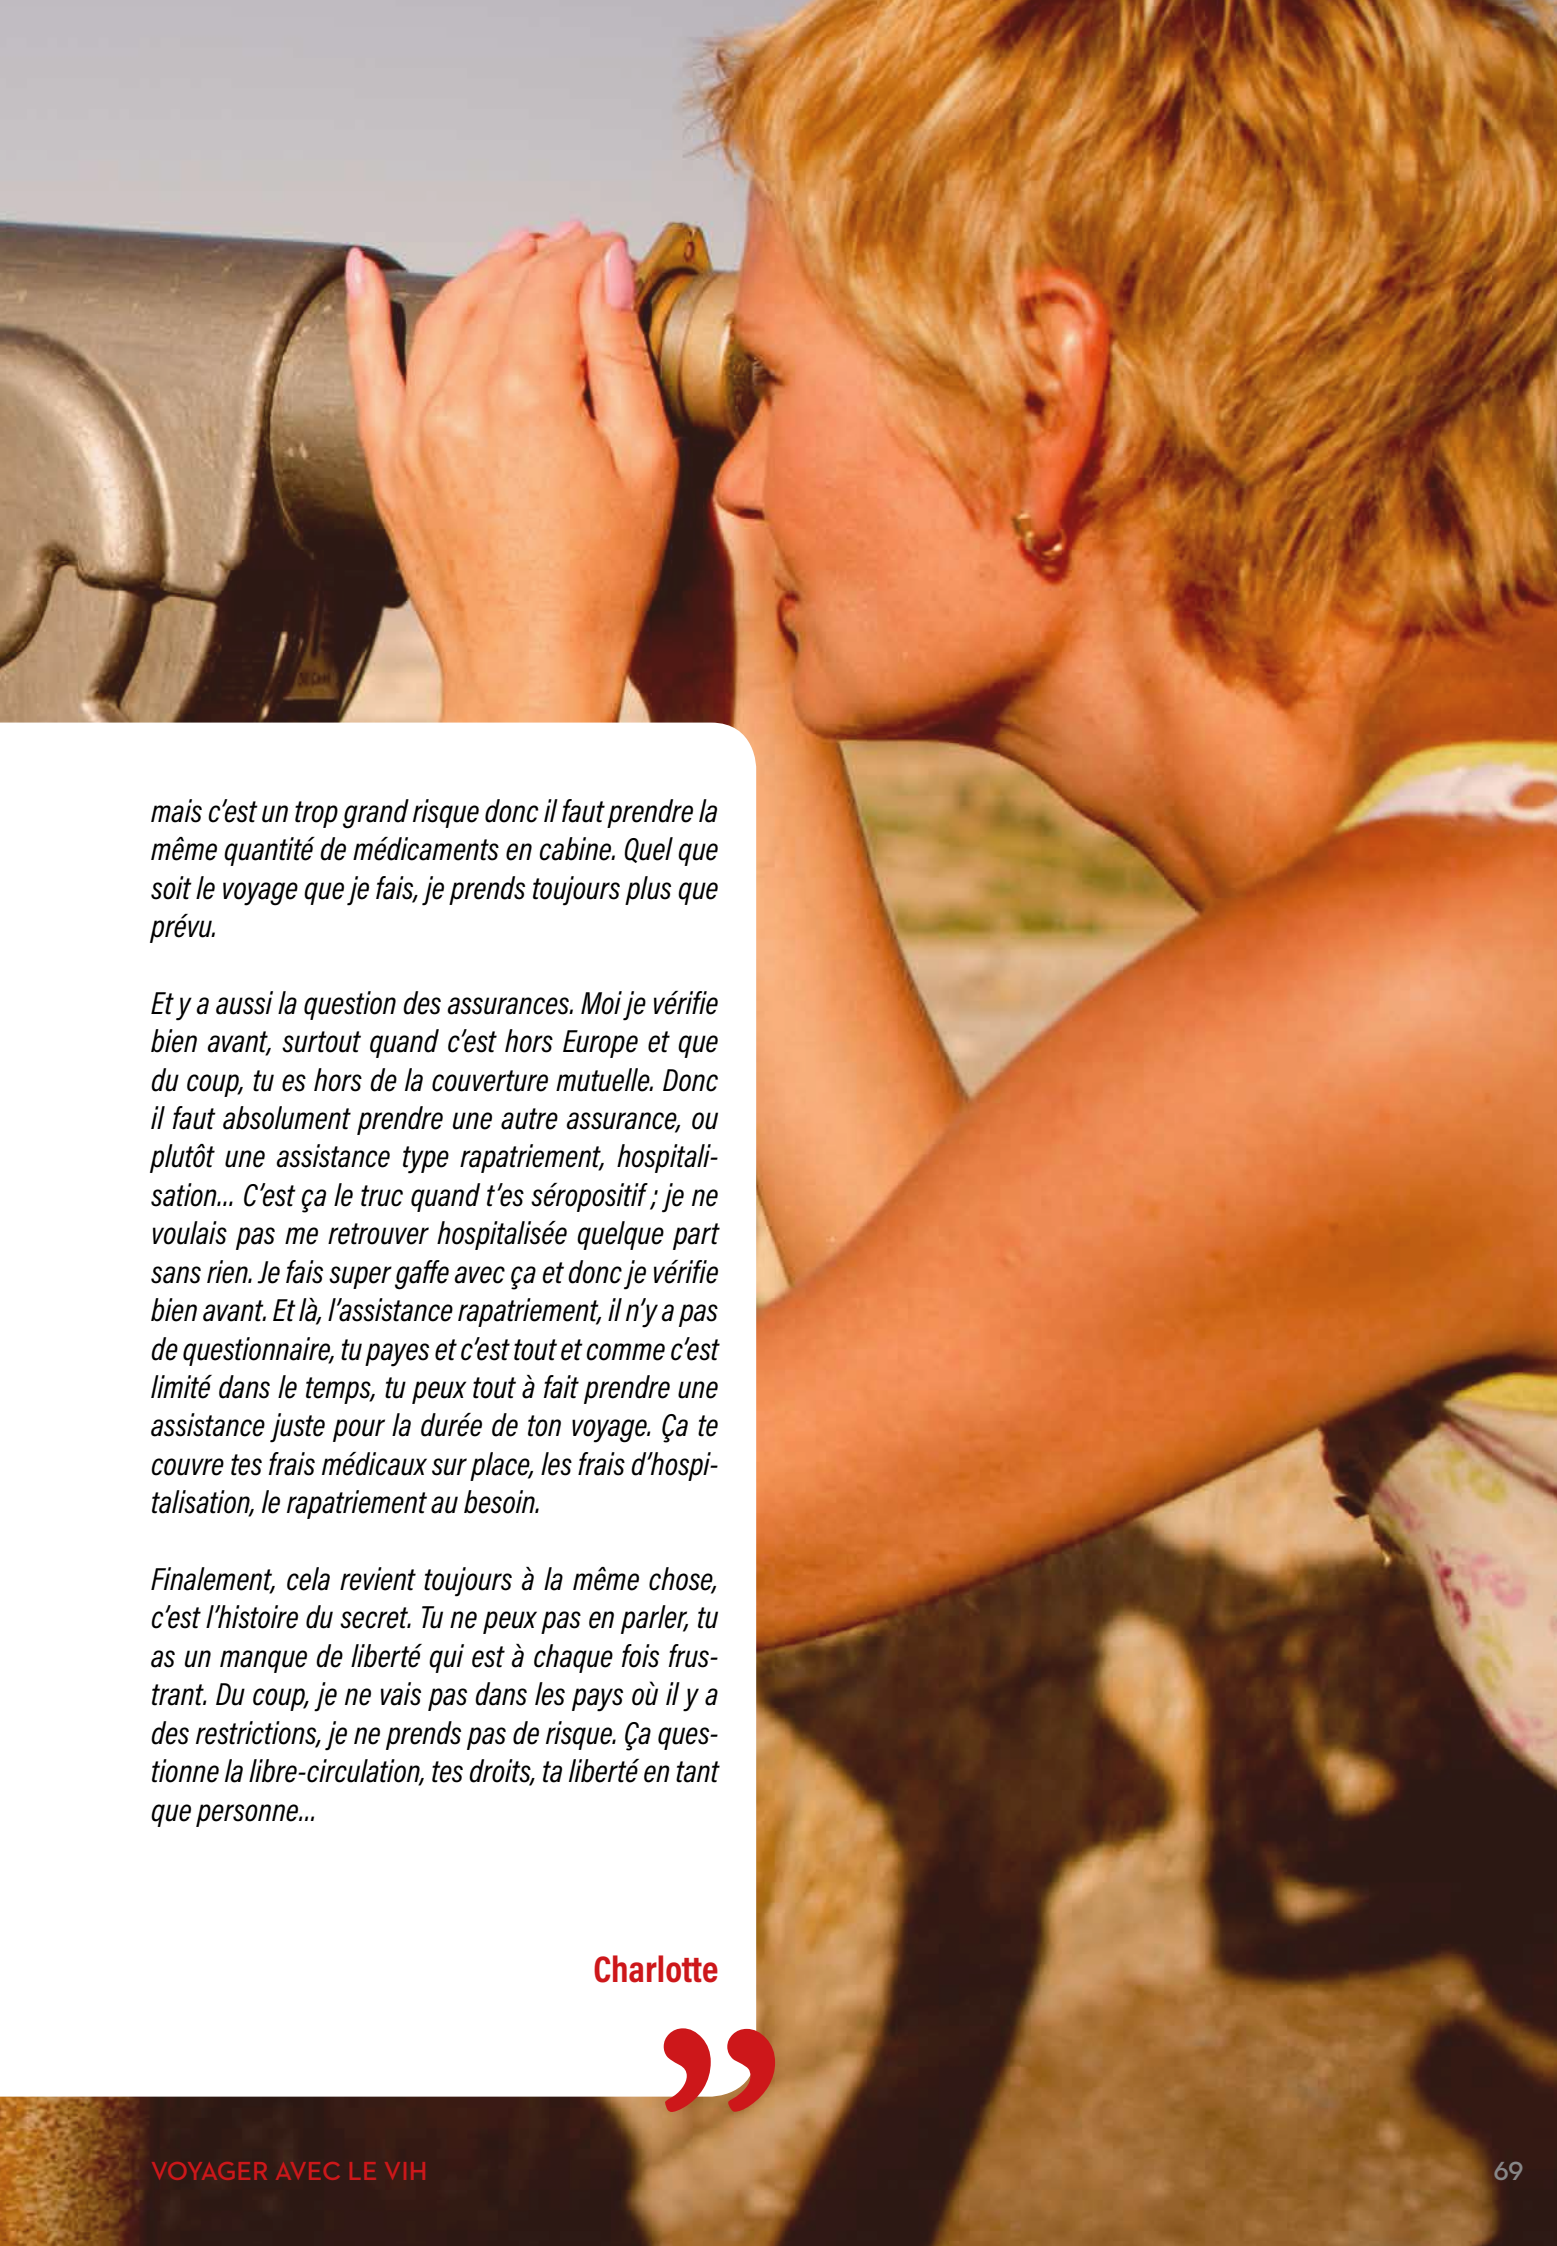 mais c’est un trop grand risque donc il faut prendre la
même quantité de médicaments en cabine. Quel que
soit le voyage que je fais, je prends toujours plus que
prévu.
Et y a aussi la question des assurances. Moi je vérifie
bien avant, surtout quand c’est hors Europe et que
du coup, tu es hors de la couverture mutuelle. Donc
il faut absolument prendre une autre assurance, ou
plutôt une assistance type rapatriement, hospitali-
sation... C’est ça le truc quand t’es séropositif ; je ne
voulais pas me retrouver hospitalisée quelque part
sans rien. Je fais super gaffe avec ça et donc je vérifie
bien avant. Et là, l’assistance rapatriement, il n’y a pas
de questionnaire, tu payes et c’est tout et comme c’est
limité dans le temps, tu peux tout à fait prendre une
assistance juste pour la durée de ton voyage. Ça te
couvre tes frais médicaux sur place, les frais d’hospi-
talisation, le rapatriement au besoin.
Finalement, cela revient toujours à la même chose,
c’est l’histoire du secret. Tu ne peux pas en parler, tu
as un manque de liberté qui est à chaque fois frus-
trant. Du coup, je ne vais pas dans les pays où il y a
des restrictions, je ne prends pas de risque. Ça ques-
tionne la libre-circulation, tes droits, ta liberté en tant
que personne...
Charlotte
”
VOYAGER AVEC LE VIH
69